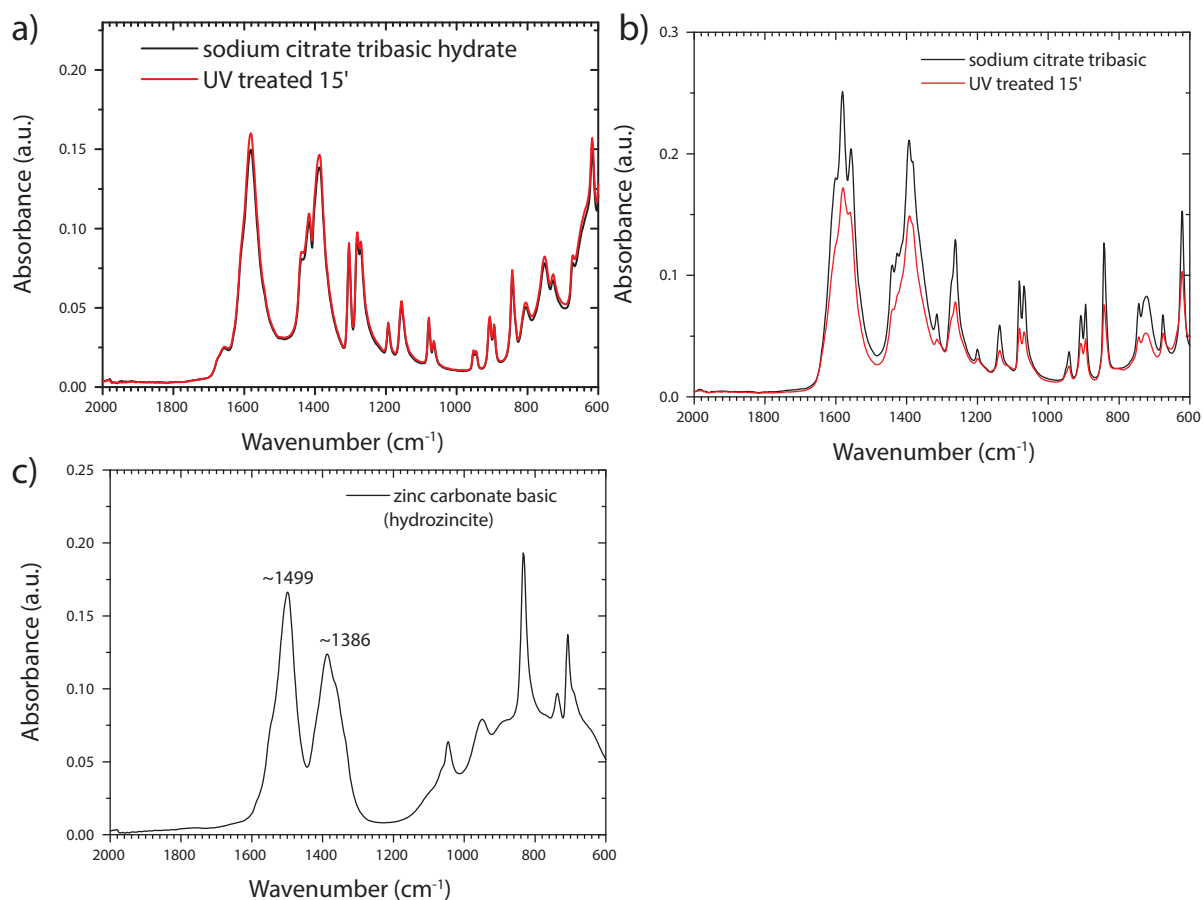 a)
sodium citrate tribasic hydrate
UV treated 15'
Absorbance (a.u.)
0.20
0.15
0.10
0.05
0.00
2000 1800 1600 1400 1200 1000 800 600
Wavenumber (cm⁻¹)
b)
sodium citrate tribasic
UV treated 15'
Absorbance (a.u.)
0.3
0.2
0.1
0.0
2000 1800 1600 1400 1200 1000 800 600
Wavenumber (cm⁻¹)
c)
zinc carbonate basic
(hydrozincite)
~1499
~1386
Absorbance (a.u.)
0.25
0.20
0.15
0.10
0.05
0.00
2000 1800 1600 1400 1200 1000 800 600
Wavenumber (cm⁻¹)